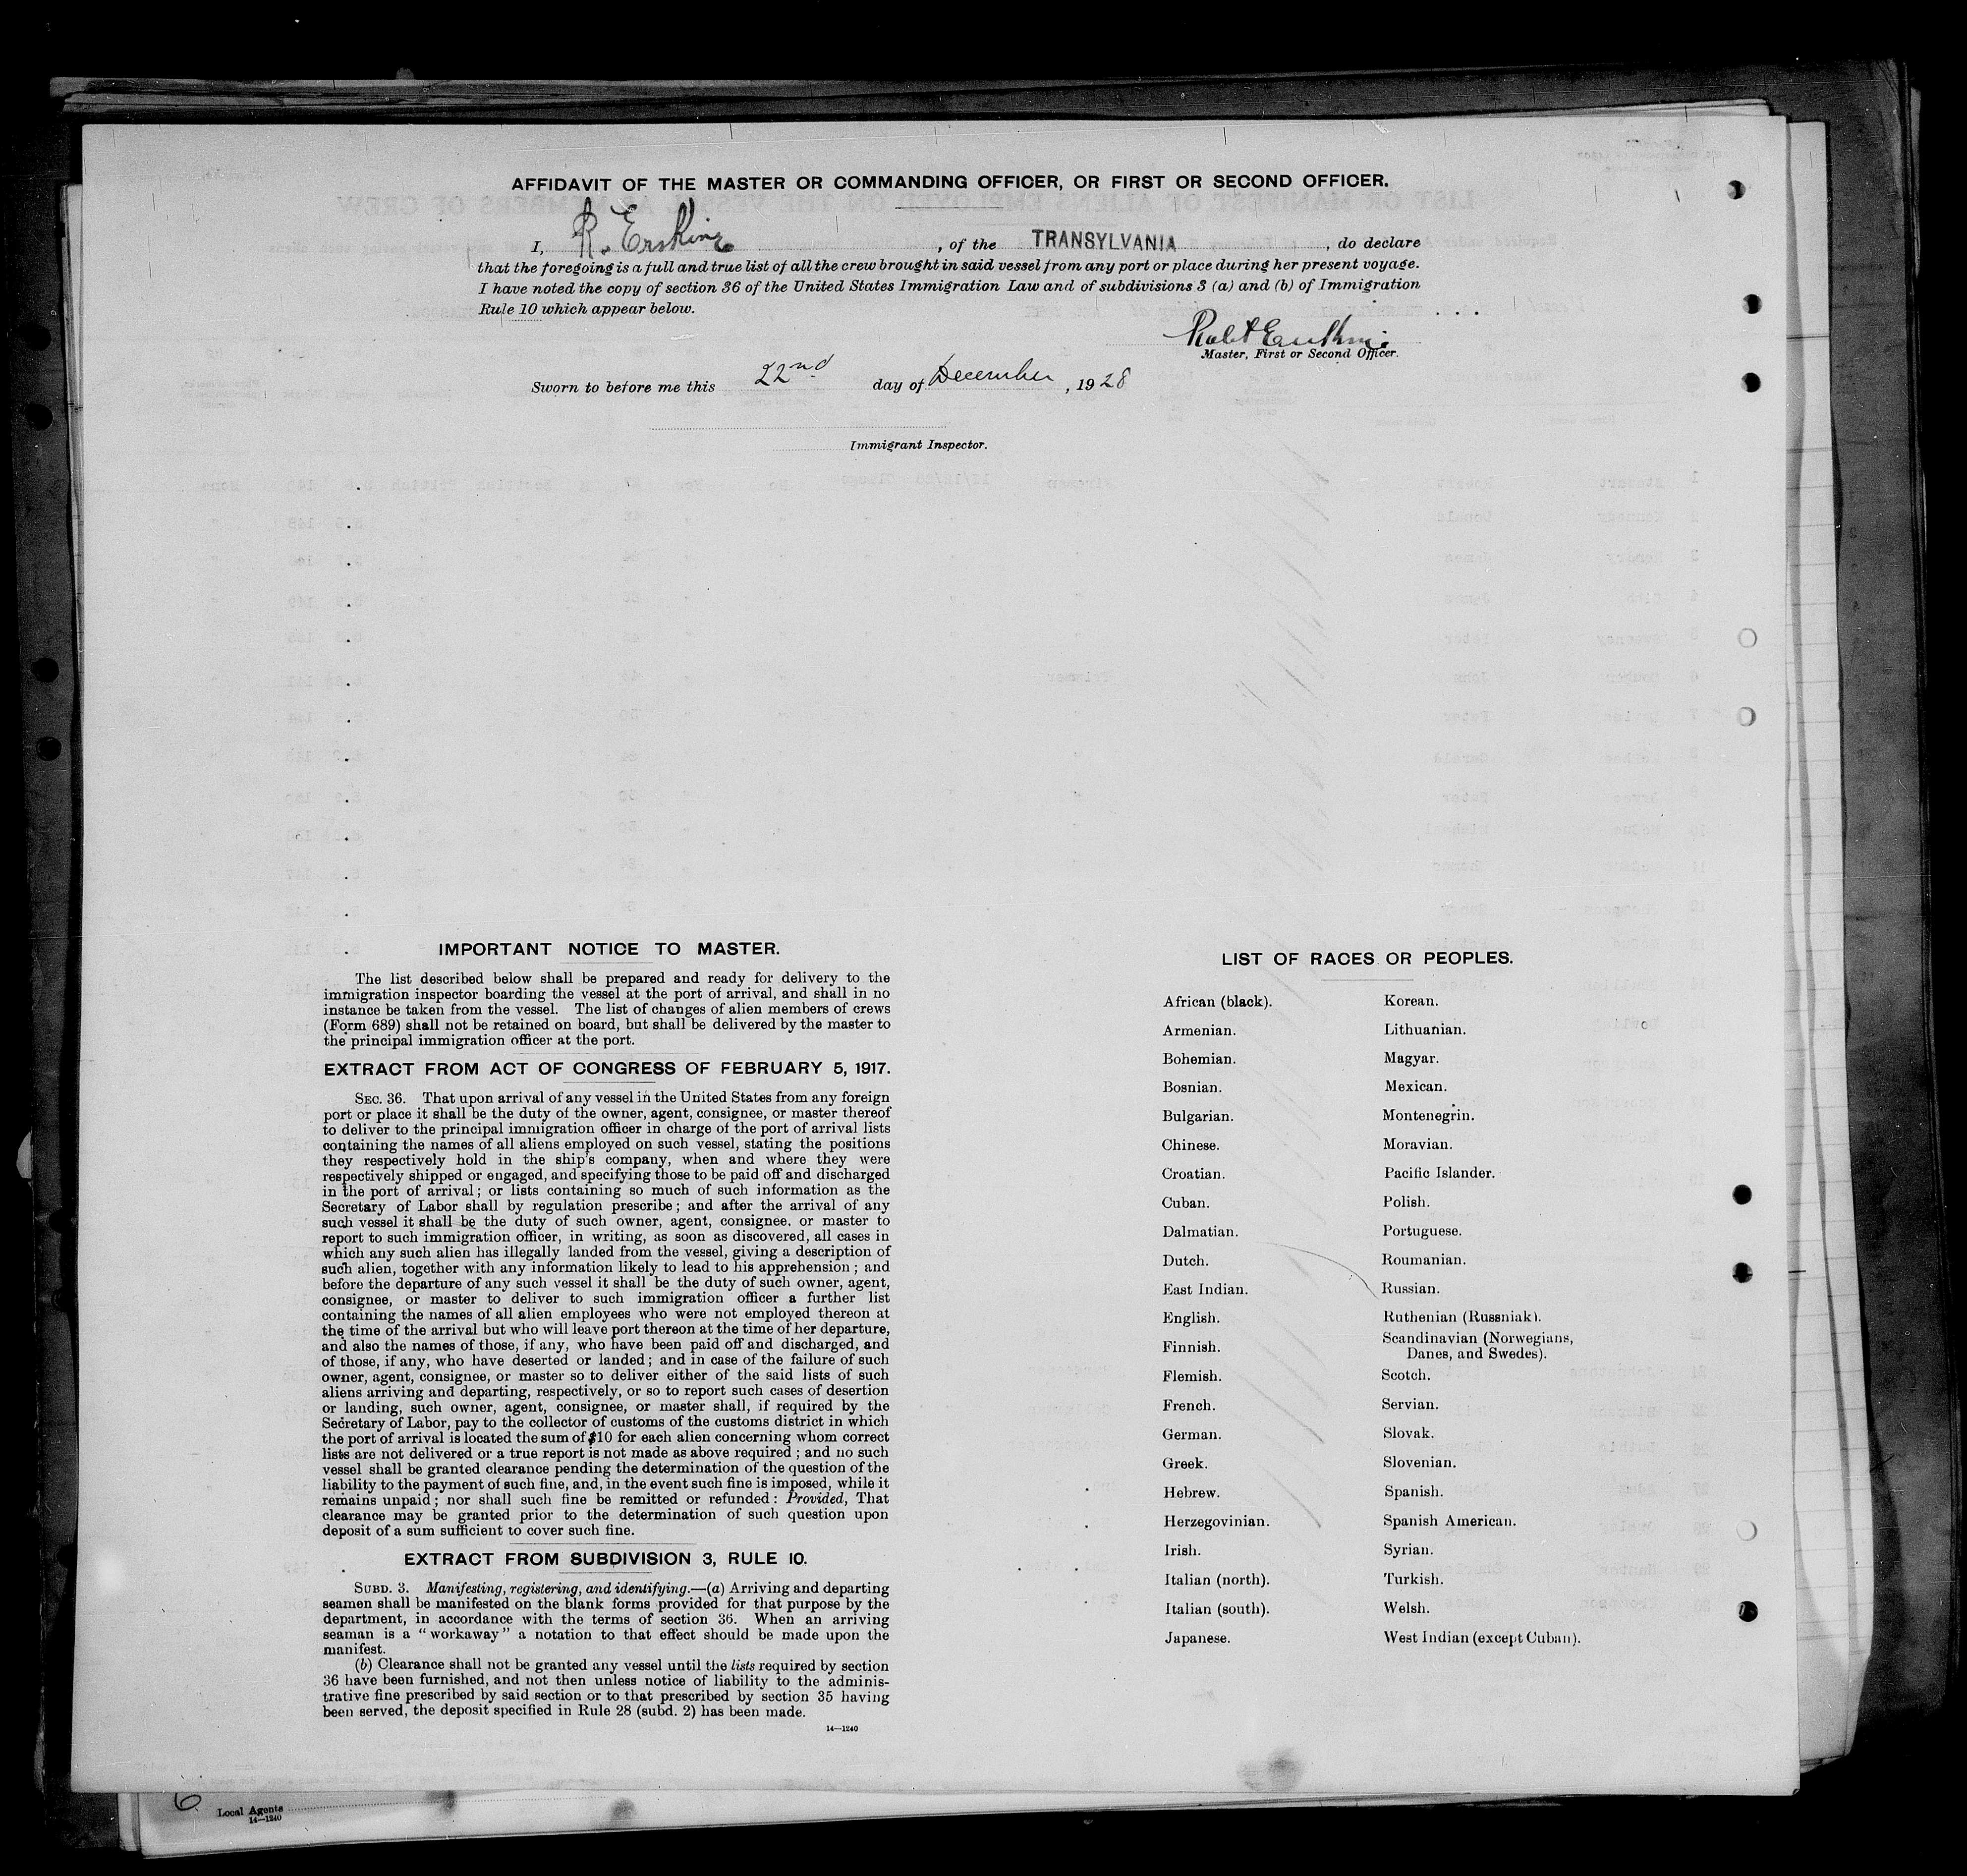 AFFIDAVIT OF THE MASTER OR COMMANDING OFFICER, OR FIRST OR SECOND OFFICER.
I, R. Erskine, of the TRANSYLVANIA, do declare
that the foregoing is a full and true list of all the crew brought in said vessel from any port or place during her present voyage.
I have noted the copy of section 36 of the United States Immigration Law and of subdivisions 3 (a) and (b) of Immigration
Rule 10 which appear below.
Robt Erskine
Master, First or Second Officer.
Sworn to before me this 22nd day of December, 1928
Immigrant Inspector.
IMPORTANT NOTICE TO MASTER.
The list described below shall be prepared and ready for delivery to the
immigration inspector boarding the vessel at the port of arrival, and shall in no
instance be taken from the vessel. The list of changes of alien members of crews
(Form 689) shall not be retained on board, but shall be delivered by the master to
the principal immigration officer at the port.
EXTRACT FROM ACT OF CONGRESS OF FEBRUARY 5, 1917.
SEC. 36. That upon arrival of any vessel in the United States from any foreign
port or place it shall be the duty of the owner, agent, consignee, or master thereof
to deliver to the principal immigration officer in charge of the port of arrival lists
containing the names of all aliens employed on such vessel, stating the positions
they respectively hold in the ship's company, when and where they were
respectively shipped or engaged, and specifying those to be paid off and discharged
in the port of arrival; or lists containing so much of such information as the
Secretary of Labor shall by regulation prescribe; and after the arrival of any
such vessel it shall be the duty of such owner, agent, consignee. or master to
report to such immigration officer, in writing, as soon as discovered, all cases in
which any such alien has illegally landed from the vessel, giving a description of
such alien, together with any information likely to lead to his apprehension; and
before the departure of any such vessel it shall be the duty of such owner, agent,
consignee, or master to deliver to such immigration officer a further list
containing the names of all alien employees who were not employed thereon at
the time of the arrival but who will leave port thereon at the time of her departure,
and also the names of those, if any, who have been paid off and discharged, and
of those, if any, who have deserted or landed; and in case of the failure of such
owner, agent, consignee, or master so to deliver either of the said lists of such
aliens arriving and departing, respectively, or so to report such cases of desertion
or landing, such owner, agent, consignee, or master shall, if required by the
Secretary of Labor, pay to the collector of customs of the customs district in which
the port of arrival is located the sum of $10 for each alien concerning whom correct
lists are not delivered or a true report is not made as above required; and no such
vessel shall be granted clearance pending the determination of the question of the
liability to the payment of such fine, and, in the event such fine is imposed, while it
remains unpaid; nor shall such fine be remitted or refunded: Provided, That
clearance may be granted prior to the determination of such question upon
deposit of a sum sufficient to cover such fine.
EXTRACT FROM SUBDIVISION 3, RULE 10.
SUBD. 3. Manifesting, registering, and identifying.—(a) Arriving and departing
seamen shall be manifested on the blank forms provided for that purpose by the
department, in accordance with the terms of section 36. When an arriving
seaman is a "workaway" a notation to that effect should be made upon the
manifest.
(b) Clearance shall not be granted any vessel until the lists required by section
36 have been furnished, and not then unless notice of liability to the adminis-
trative fine prescribed by said section or to that prescribed by section 35 having
been served, the deposit specified in Rule 28 (subd. 2) has been made.
14—1240
LIST OF RACES OR PEOPLES.
African (black).
Armenian.
Bohemian.
Bosnian.
Bulgarian.
Chinese.
Croatian.
Cuban.
Dalmatian.
Dutch.
East Indian.
English.
Finnish.
Flemish.
French.
German.
Greek.
Hebrew.
Herzegovinian.
Irish.
Italian (north).
Italian (south).
Japanese.
Korean.
Lithuanian.
Magyar.
Mexican.
Montenegrin.
Moravian.
Pacific Islander.
Polish.
Portuguese.
Roumanian.
Russian.
Ruthenian (Russniak).
Scandinavian (Norwegians,
Danes, and Swedes).
Scotch.
Servian.
Slovak.
Slovenian.
Spanish.
Spanish American.
Syrian.
Turkish.
Welsh.
West Indian (except Cuban).
6
Local Agents
14—1240